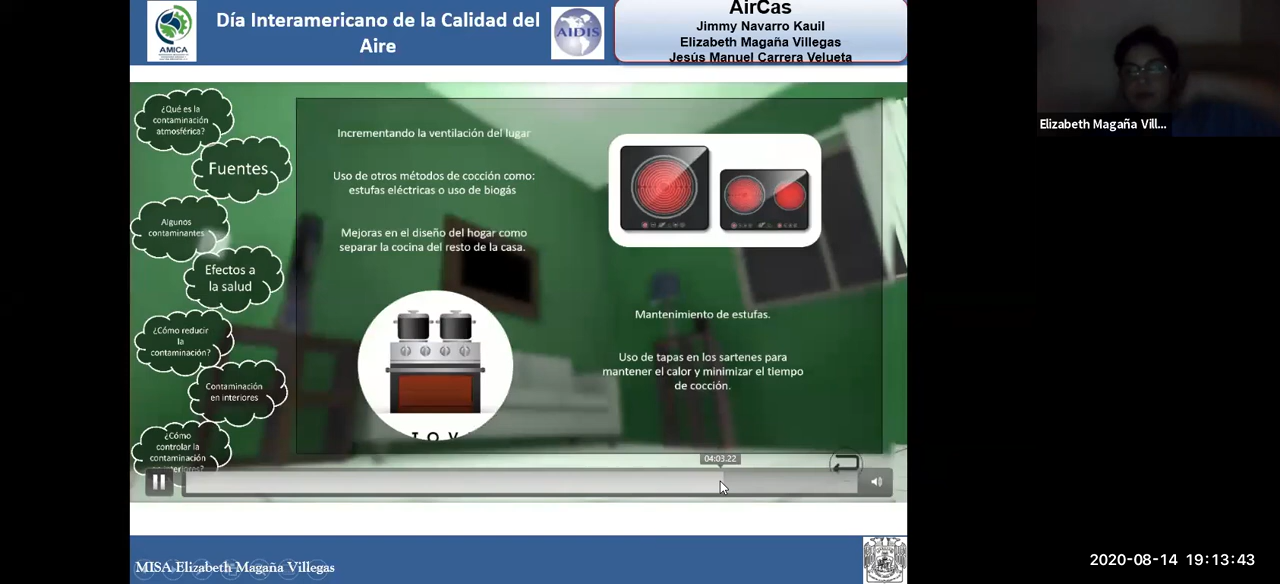 AMICA
Día Interamericano de la Calidad del
Aire
AIDIS
AirCas
Jimmy Navarro Kauil
Elizabeth Magaña Villegas
Jesús Manuel Carrera Velueta
Elizabeth Magaña Vill...
¿Qué es la
contaminación
atmosférica?
Fuentes
Algunos
contaminantes
Efectos a
la salud
¿Cómo reducir
la
contaminación?
Contaminación
en interiores
¿Cómo
controlar la
contaminación
en interiores?
Incrementando la ventilación del lugar
Uso de otros métodos de cocción como:
estufas eléctricas o uso de biogás
Mejoras en el diseño del hogar como
separar la cocina del resto de la casa.
T O V
Mantenimiento de estufas.
Uso de tapas en los sartenes para
mantener el calor y minimizar el tiempo
de cocción.
04:03.22
MISA Elizabeth Magaña Villegas
2020-08-14 19:13:43